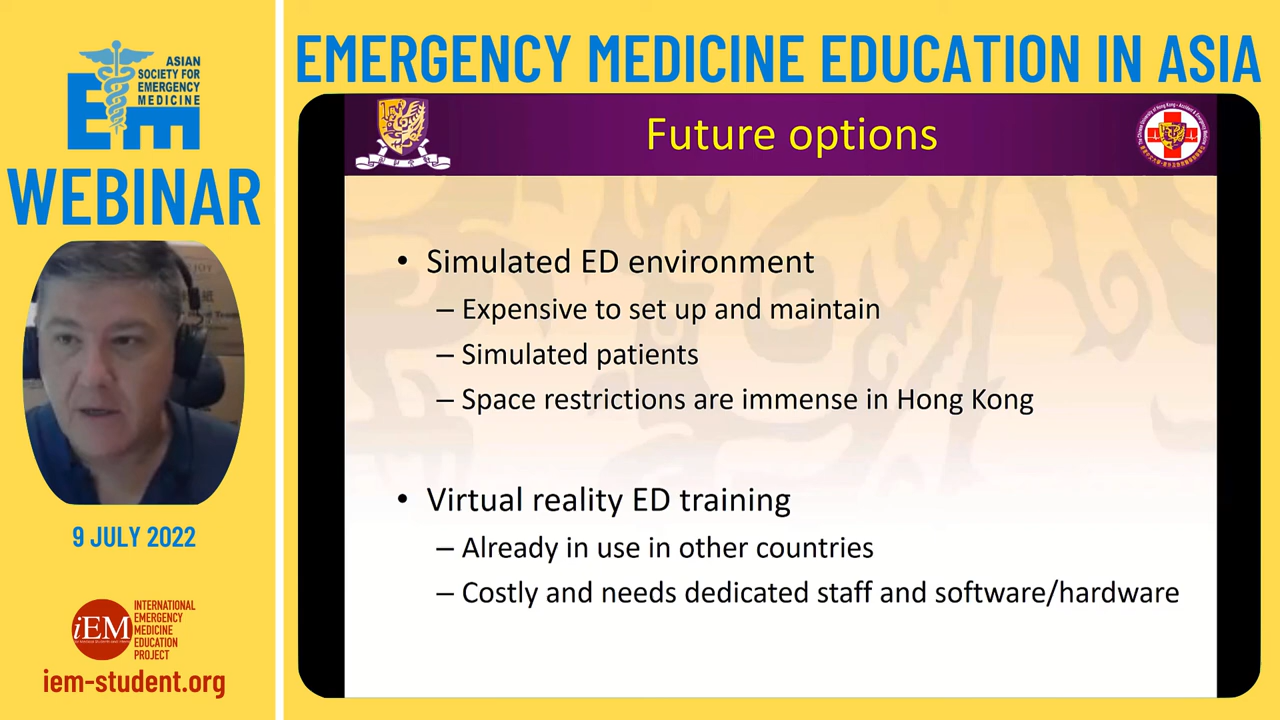 ASIAN
SOCIETY FOR
EMERGENCY
MEDICINE
EM
WEBINAR
9 JULY 2022
iEM
INTERNATIONAL
EMERGENCY
MEDICINE
EDUCATION
PROJECT
iem-student.org
EMERGENCY MEDICINE EDUCATION IN ASIA
Future options
• Simulated ED environment
– Expensive to set up and maintain
– Simulated patients
– Space restrictions are immense in Hong Kong
• Virtual reality ED training
– Already in use in other countries
– Costly and needs dedicated staff and software/hardware